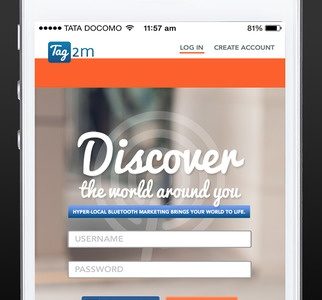 TATA DOCOMO 11:57 am 81%
Tag2m LOG IN CREATE ACCOUNT
Discover
the world around you
HYPER-LOCAL BLUETOOTH MARKETING BRINGS YOUR WORLD TO LIFE.
USERNAME
PASSWORD